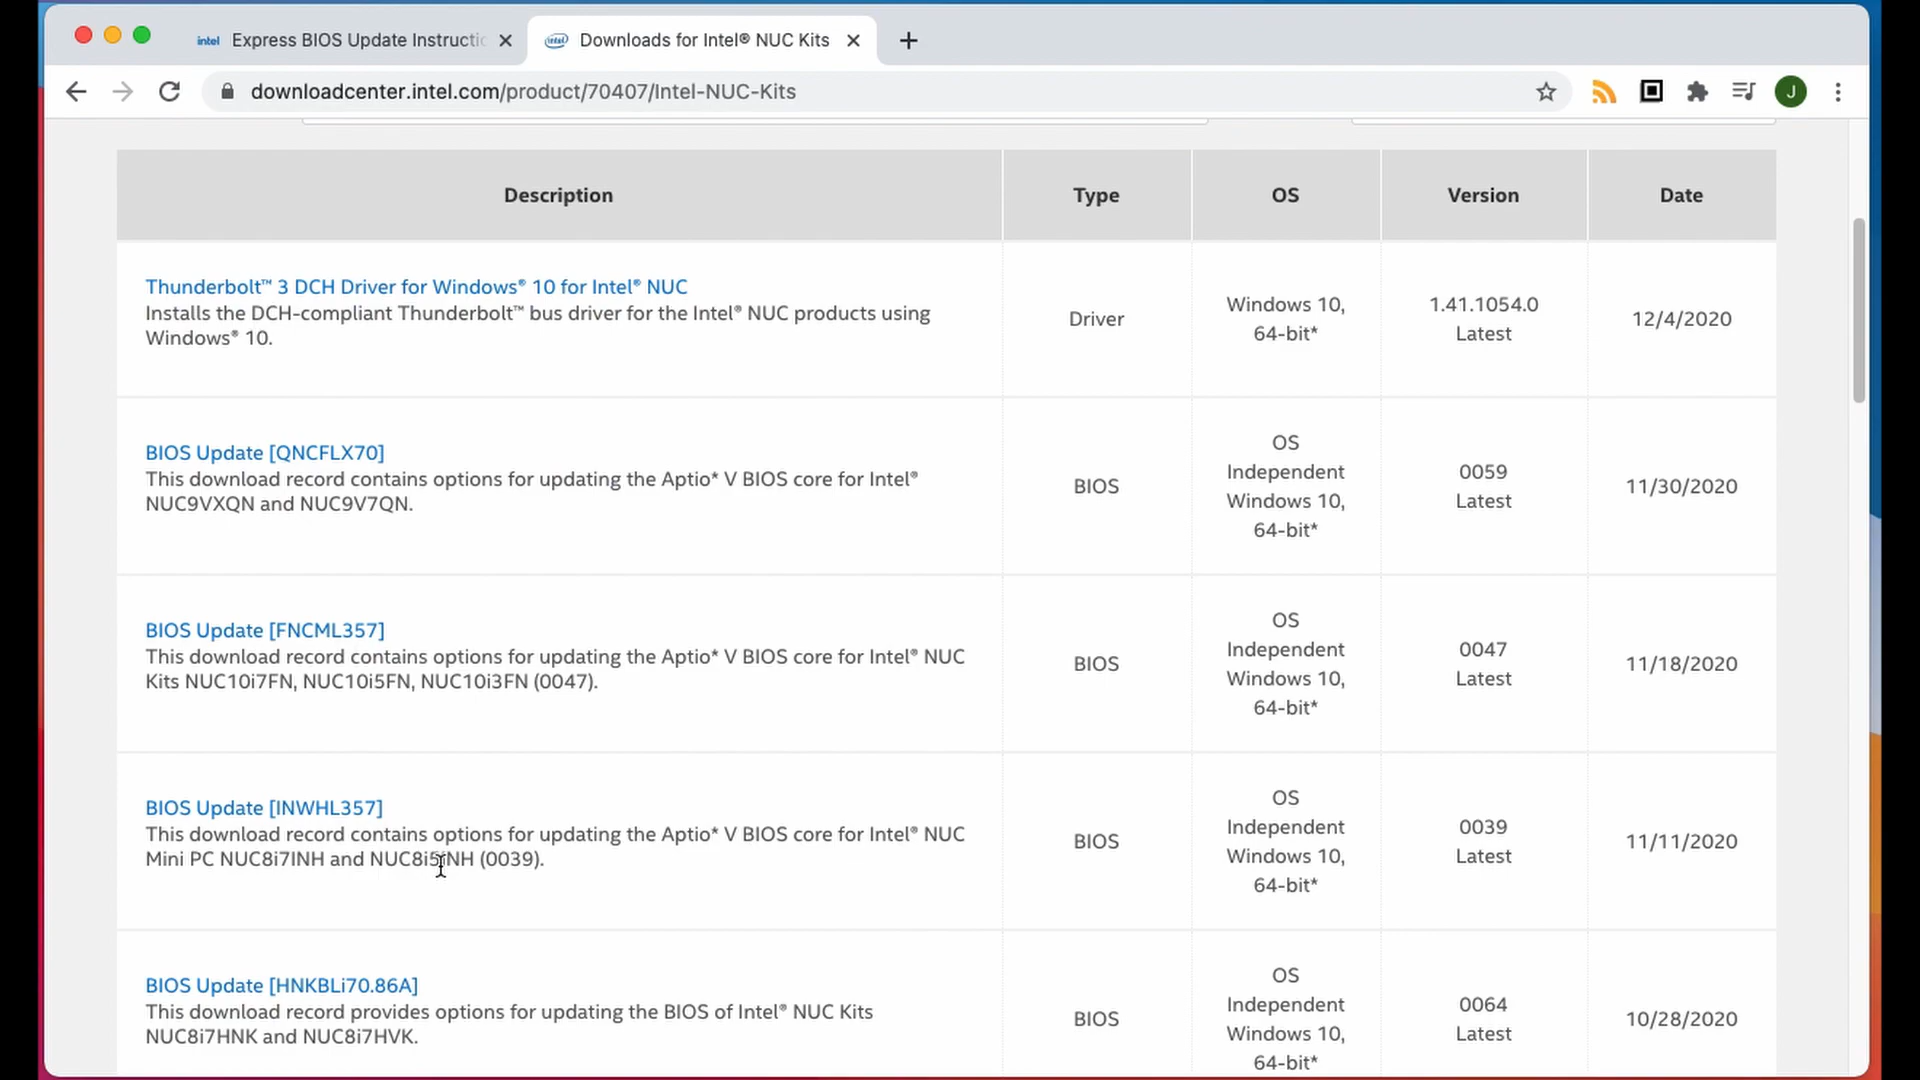 intel Express BIOS Update Instructi
Downloads for Intel® NUC Kits
downloadcenter.intel.com/product/70407/Intel-NUC-Kits
J
Description Type OS Version Date
Thunderbolt™ 3 DCH Driver for Windows® 10 for Intel® NUC
Installs the DCH-compliant Thunderbolt™ bus driver for the Intel® NUC products using
Windows® 10.
Driver
Windows 10,
64-bit*
1.41.1054.0
Latest
12/4/2020
BIOS Update [QNCFLX70]
This download record contains options for updating the Aptio* V BIOS core for Intel®
NUC9VXQN and NUC9V7QN.
BIOS
OS
Independent
Windows 10,
64-bit*
0059
Latest
11/30/2020
BIOS Update [FNCML357]
This download record contains options for updating the Aptio* V BIOS core for Intel® NUC
Kits NUC10i7FN, NUC10i5FN, NUC10i3FN (0047).
BIOS
OS
Independent
Windows 10,
64-bit*
0047
Latest
11/18/2020
BIOS Update [INWHL357]
This download record contains options for updating the Aptio* V BIOS core for Intel® NUC
Mini PC NUC8i7INH and NUC8i5INH (0039).
BIOS
OS
Independent
Windows 10,
64-bit*
0039
Latest
11/11/2020
BIOS Update [HNKBLi70.86A]
This download record provides options for updating the BIOS of Intel® NUC Kits
NUC8i7HNK and NUC8i7HVK.
BIOS
OS
Independent
Windows 10,
64-bit*
0064
Latest
10/28/2020